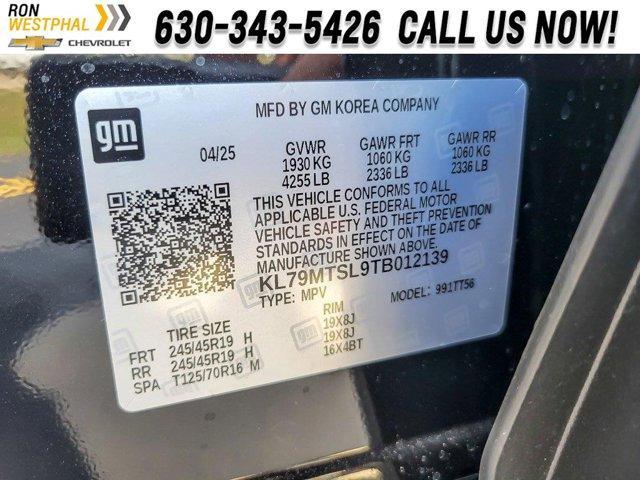 RON
WESTPHAL
CHEVROLET
630-343-5426 CALL US NOW!
gm
MFD BY GM KOREA COMPANY
04/25 GVWR GAWR FRT GAWR RR
1930 KG 1060 KG 1060 KG
4255 LB 2336 LB 2336 LB
THIS VEHICLE CONFORMS TO ALL
APPLICABLE U.S. FEDERAL MOTOR
VEHICLE SAFETY AND THEFT PREVENTION
STANDARDS IN EFFECT ON THE DATE OF
MANUFACTURE SHOWN ABOVE.
KL79MTSL9TB012139
TYPE: MPV MODEL: 991TT56
TIRE SIZE RIM
FRT 245/45R19 H 19X8J
RR 245/45R19 H 19X8J
SPA T125/70R16 M 16X4BT